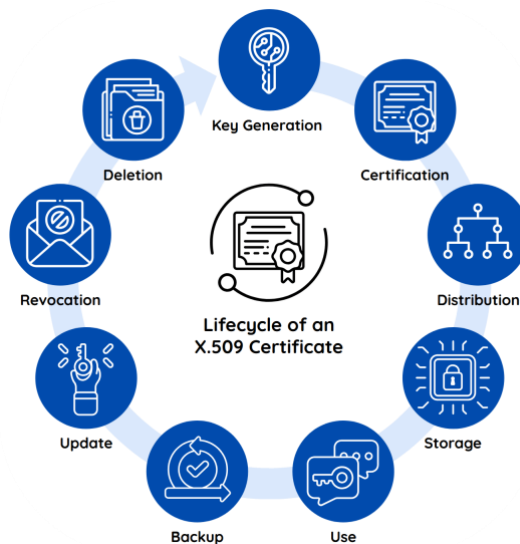 Key Generation
Certification
Distribution
Storage
Use
Backup
Update
Revocation
Deletion
Lifecycle of an
X.509 Certificate